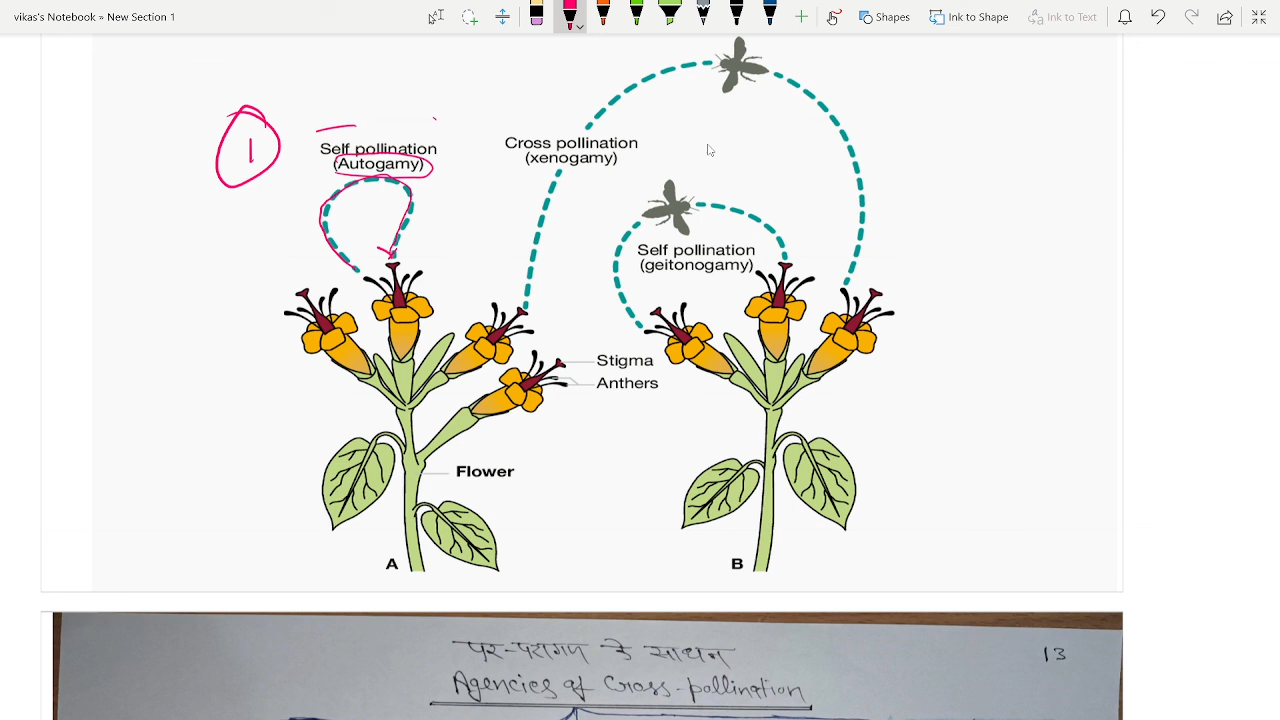 vikas's Notebook » New Section 1
Shapes
Ink to Shape
Ink to Text
1
Self pollination
(Autogamy)
Cross pollination
(xenogamy)
Self pollination
(geitonogamy)
Stigma
Anthers
Flower
A
B
पर-परागण के साधन
13
Agencies of Cross-pollination